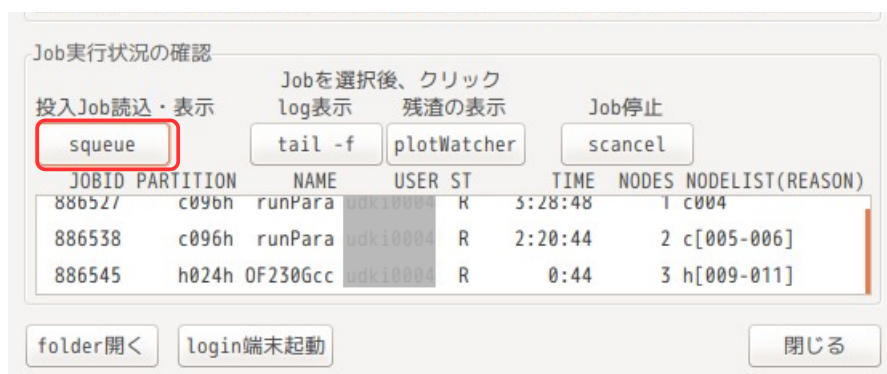 Job実行状況の確認
Jobを選択後、クリック
投入Job読込・表示 log表示 残渣の表示 Job停止
squeue tail -f plotWatcher scancel
JOBID PARTITION NAME USER ST TIME NODES NODELIST(REASON)
886527 c096h runPara udki0004 R 3:28:48 1 c004
886538 c096h runPara udki0004 R 2:20:44 2 c[005-006]
886545 h024h OF230Gcc udki0004 R 0:44 3 h[009-011]
folder開く login端末起動 閉じる